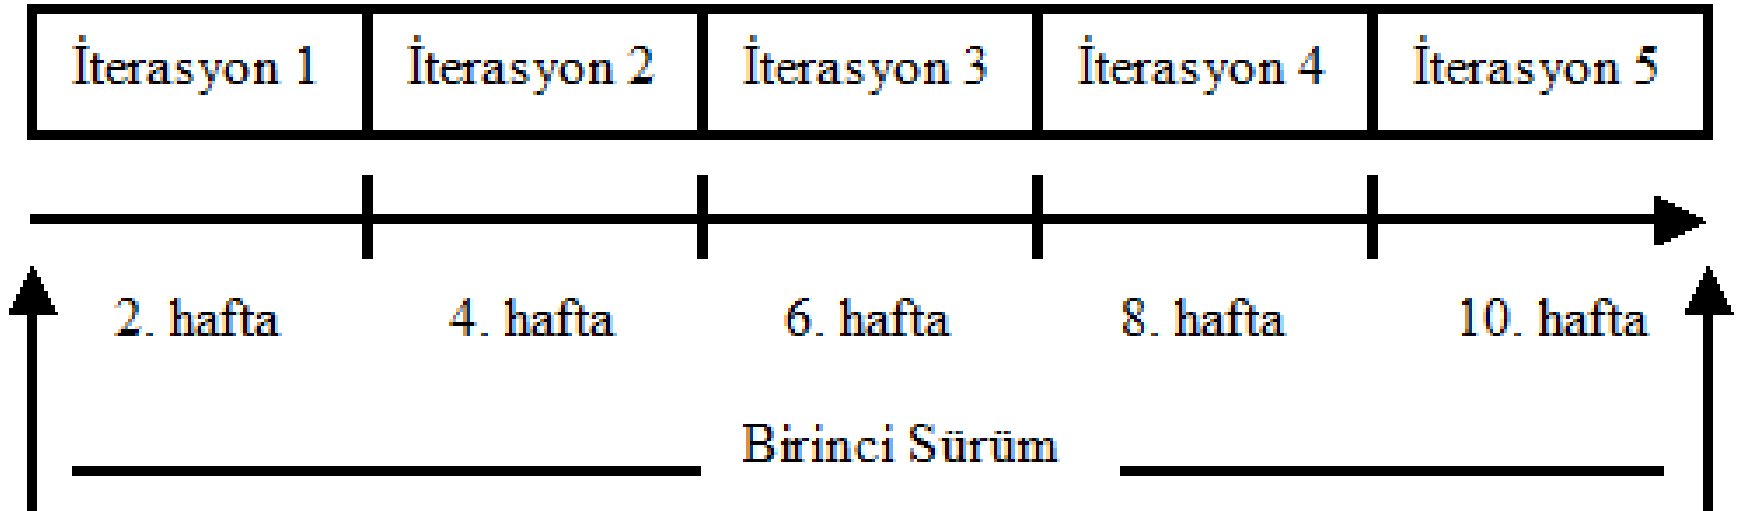 İterasyon 1 İterasyon 2 İterasyon 3 İterasyon 4 İterasyon 5
2. hafta 4. hafta 6. hafta 8. hafta 10. hafta
Birinci Sürüm